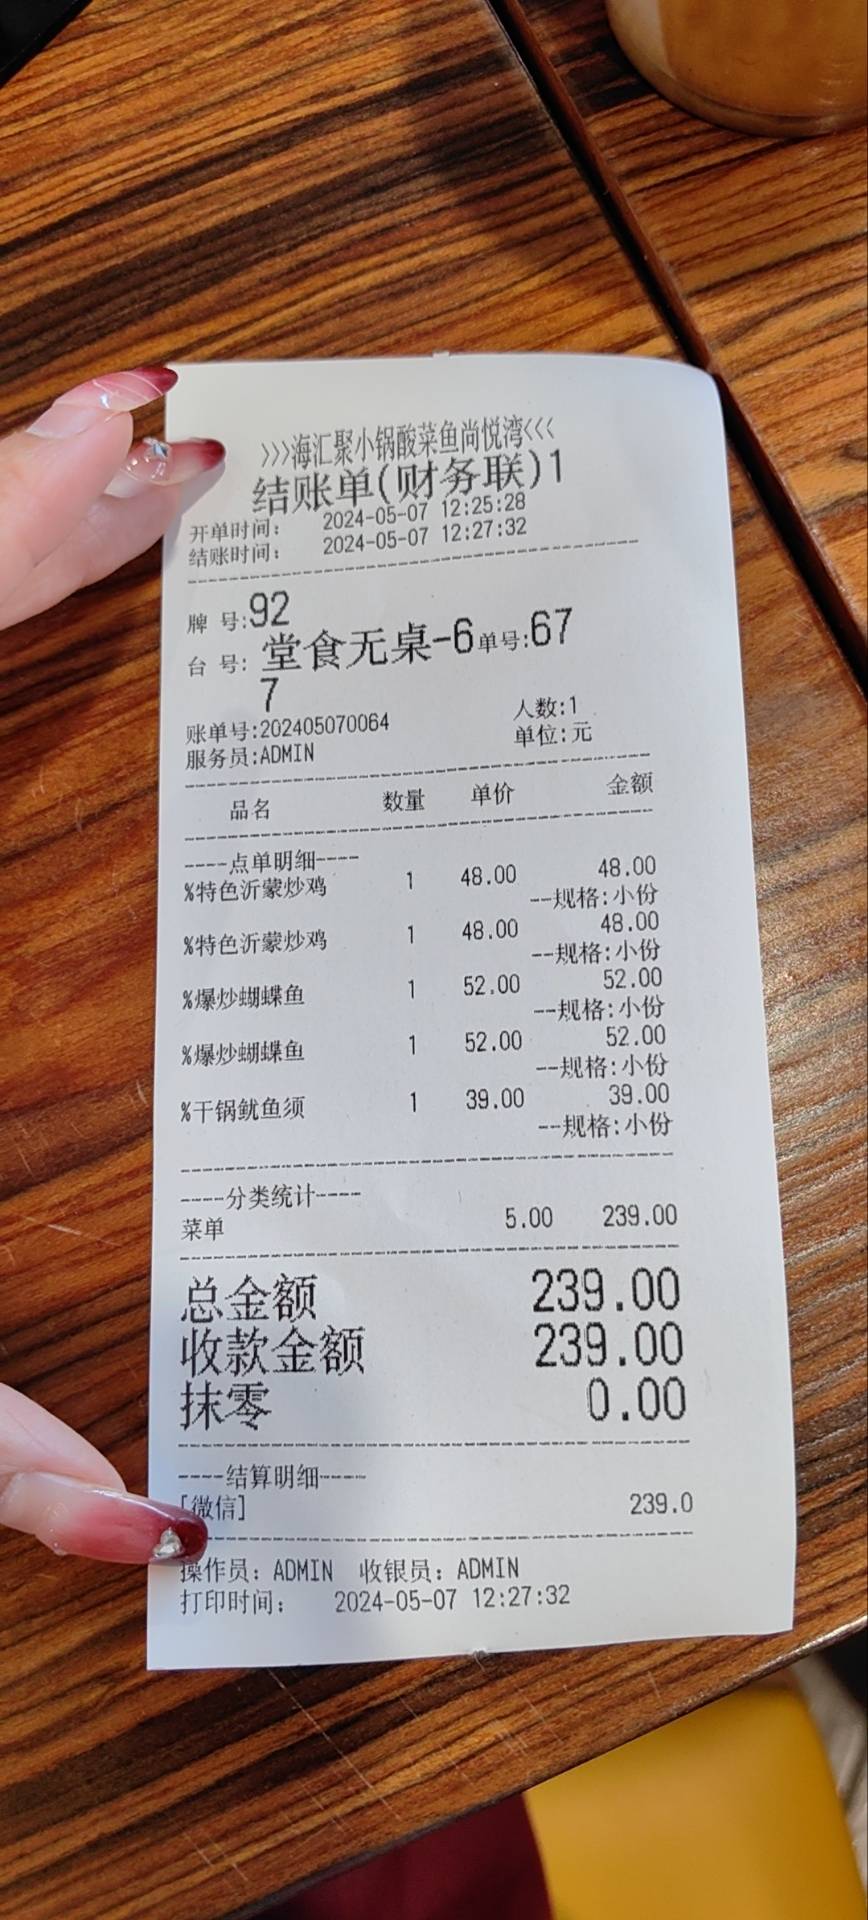 >>>海汇聚小锅酸菜鱼尚悦湾<<<
结账单(财务联)1
开单时间: 2024-05-07 12:25:28
结账时间: 2024-05-07 12:27:32
牌 号:92
台 号: 堂食无桌-6 单号:67
7
账单号:202405070064 人数:1
服务员:ADMIN 单位:元
品名 数量 单价 金额
----点单明细----
%特色沂蒙炒鸡 1 48.00 48.00
--规格:小份
%特色沂蒙炒鸡 1 48.00 48.00
--规格:小份
%爆炒蝴蝶鱼 1 52.00 52.00
--规格:小份
%爆炒蝴蝶鱼 1 52.00 52.00
--规格:小份
%干锅鱿鱼须 1 39.00 39.00
--规格:小份
----分类统计----
菜单 5.00 239.00
总金额 239.00
收款金额 239.00
抹零 0.00
----结算明细----
[微信] 239.0
操作员: ADMIN 收银员: ADMIN
打印时间: 2024-05-07 12:27:32